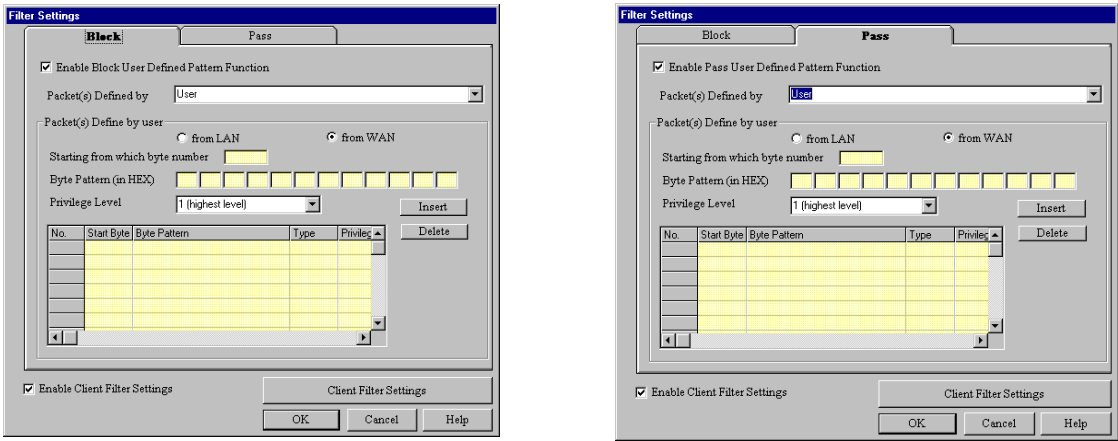 Filter Settings
Block
Pass
Enable Block User Defined Pattern Function
Packet(s) Defined by
User
Packet(s) Define by user
from LAN
from WAN
Starting from which byte number
Byte Pattern (in HEX)
Privilege Level
1 (highest level)
Insert
Delete
No.
Start Byte
Byte Pattern
Type
Privileg
Enable Client Filter Settings
Client Filter Settings
OK
Cancel
Help
Filter Settings
Block
Pass
Enable Pass User Defined Pattern Function
Packet(s) Defined by
User
Packet(s) Define by user
from LAN
from WAN
Starting from which byte number
Byte Pattern (in HEX)
Privilege Level
1 (highest level)
Insert
Delete
No.
Start Byte
Byte Pattern
Type
Privileg
Enable Client Filter Settings
Client Filter Settings
OK
Cancel
Help